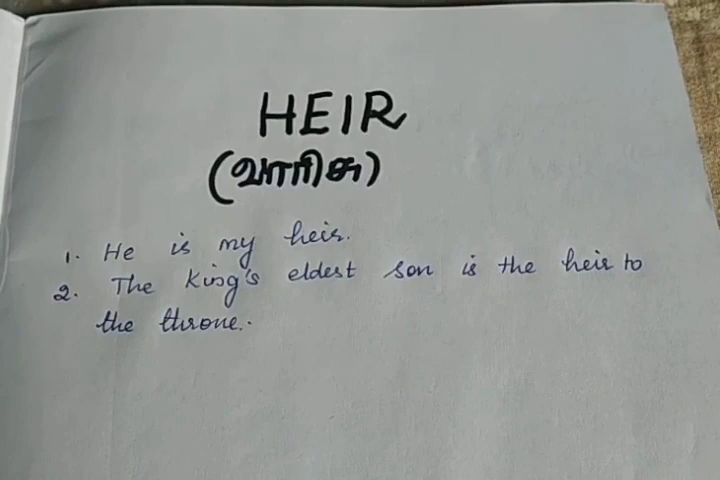 HEIR
(வாரிசு)
1. He is my heir.
2. The King's eldest son is the heir to
the throne.